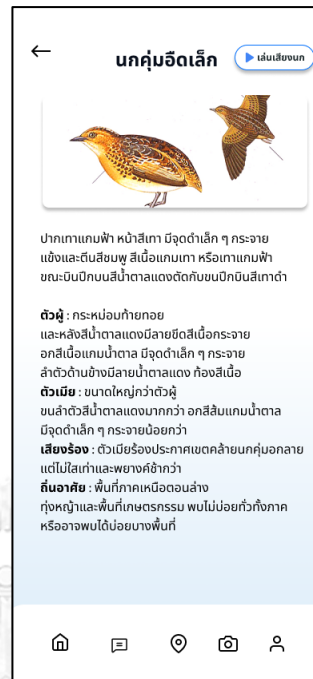 นกคุ่มอืดเล็ก
เล่นเสียงนก
ปากเทาแกมฟ้า หน้าสีเทา มีจุดดำเล็ก ๆ กระจาย
แข้งและตีนสีชมพู สีเนื้อแกมเทา หรือเทาแกมฟ้า
ขณะบินปีกบนสีน้ำตาลแดงตัดกับขนปีกบินสีเทาดำ
ตัวผู้ : กระหม่อมท้ายทอย
และหลังสีน้ำตาลแดงมีลายขีดสีเนื้อกระจาย
อกสีเนื้อแกมน้ำตาล มีจุดดำเล็ก ๆ กระจาย
ลำตัวด้านข้างมีลายน้ำตาลแดง ท้องสีเนื้อ
ตัวเมีย : ขนาดใหญ่กว่าตัวผู้
ขนลำตัวสีน้ำตาลแดงมากกว่า อกสีส้มแกมน้ำตาล
มีจุดดำเล็ก ๆ กระจายน้อยกว่า
เสียงร้อง : ตัวเมียร้องประกาศเขตคล้ายนกคุ่มอกลาย
แต่ไม่ใสเท่าและพยางค์ช้ากว่า
ถิ่นอาศัย : พื้นที่ภาคเหนือตอนล่าง
ทุ่งหญ้าและพื้นที่เกษตรกรรม พบไม่บ่อยทั่วทั้งภาค
หรืออาจพบได้บ่อยบางพื้นที่